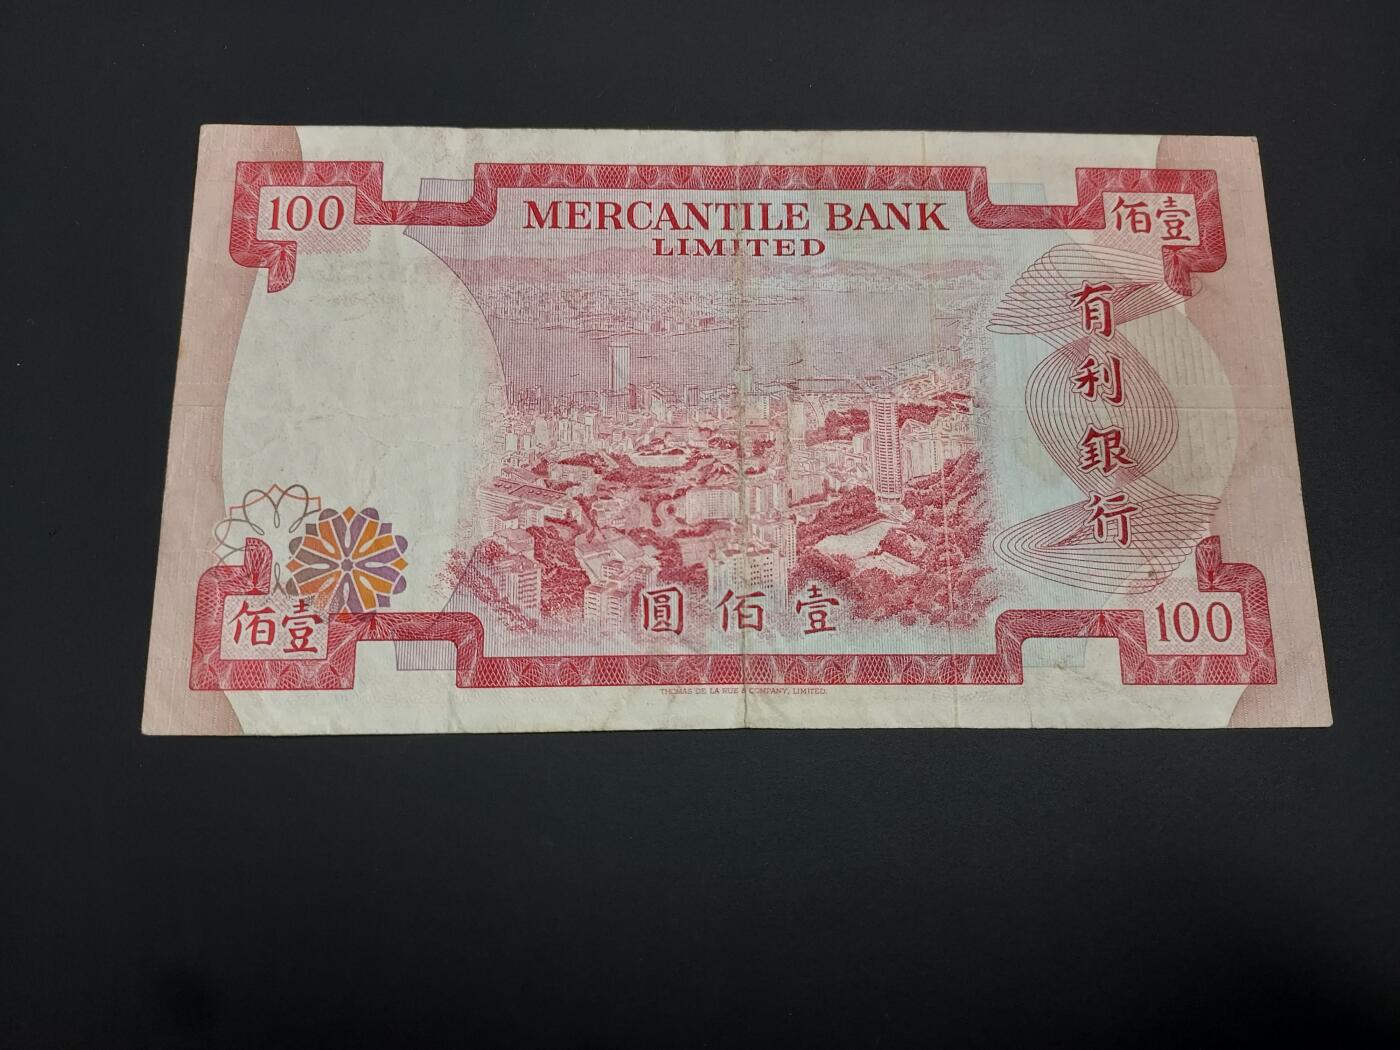 100
MERCANTILE BANK
LIMITED
佰壹
有利銀行
圓佰壹
佰壹
100
THOMAS DE LA RUE & COMPANY, LIMITED.